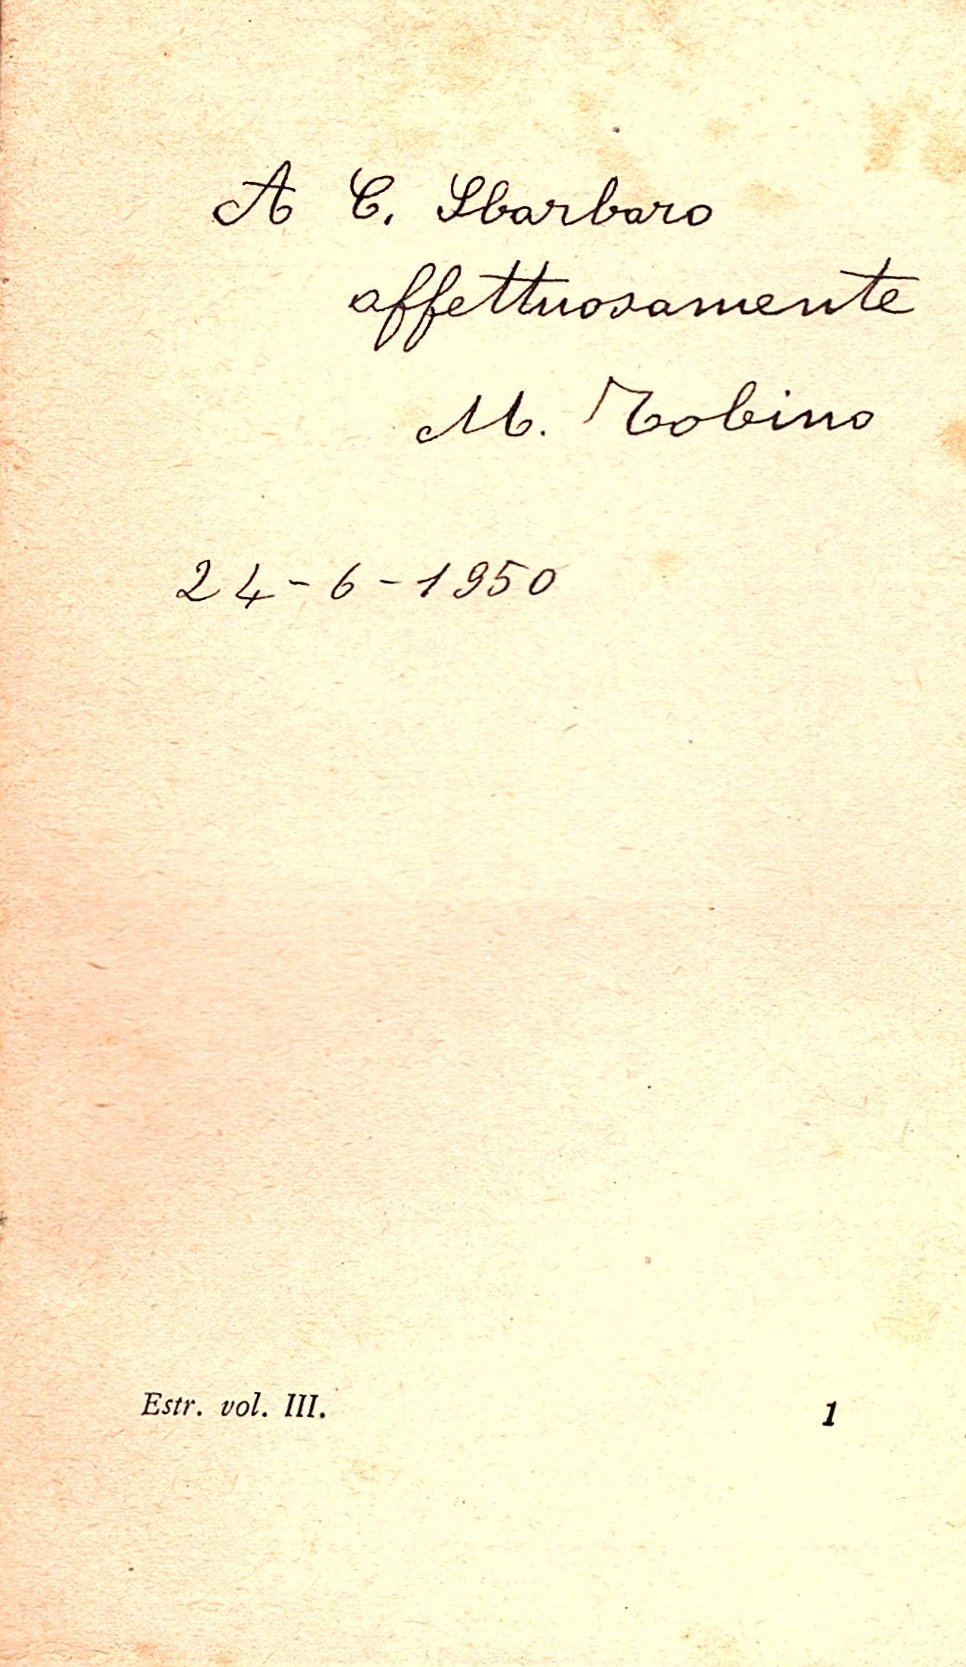 A C. Sbarbaro
affettuosamente
M. Tobino
24-6-1950
Estr. vol. III. 1